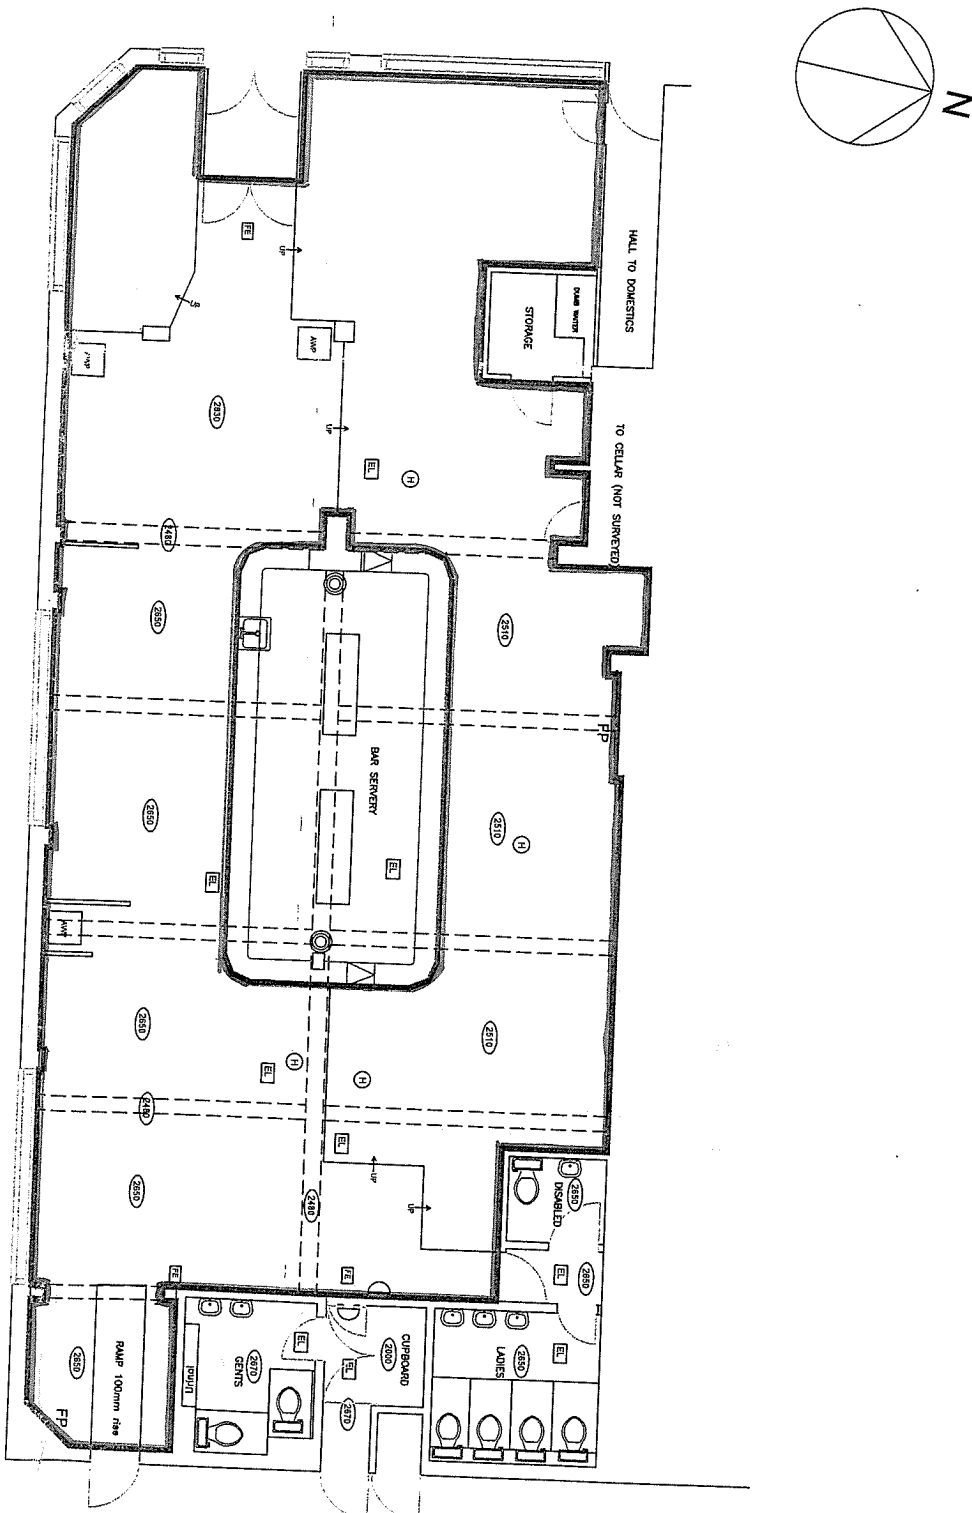 N
HALL TO DOMESTICS
DUMB WAITER
STORAGE
FE
UP
UP
AWP
2830
UP
EL
H
TO CELLAR (NOT SURVEYED)
2480
2650
2510
FP
BAR SERVERY
2650
2510
H
EL
EL
2650
2510
H
H
EL
2480
EL
UP
UP
2650
2480
2650
DISABLED
2650
EL
FE
FE
EL
EL
EL
2650
RAMP 100mm rise
FP
Urinal
2670
GENTS
CUPBOARD
2000
2670
2650
LADIES